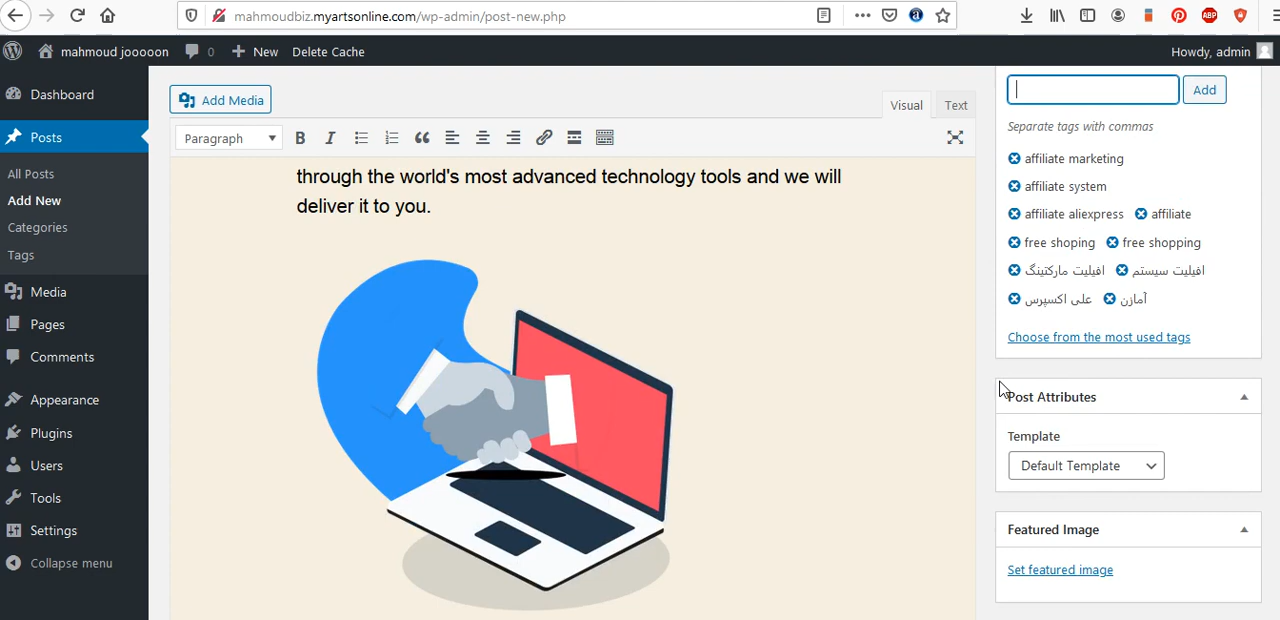 mahmoudbiz.myartsonline.com/wp-admin/post-new.php
ABP
mahmoud jooooon 0 New Delete Cache Howdy, admin
Dashboard
Posts
All Posts
Add New
Categories
Tags
Media
Pages
Comments
Appearance
Plugins
Users
Tools
Settings
Collapse menu
Add Media
Visual Text
Paragraph
through the world's most advanced technology tools and we will
deliver it to you.
Add
Separate tags with commas
affiliate marketing
affiliate system
affiliate aliexpress affiliate
free shoping free shopping
افیلیت مارکتینگ افیلیت سیستم
علی اکسپرس آمازن
Choose from the most used tags
Post Attributes
Template
Default Template
Featured Image
Set featured image